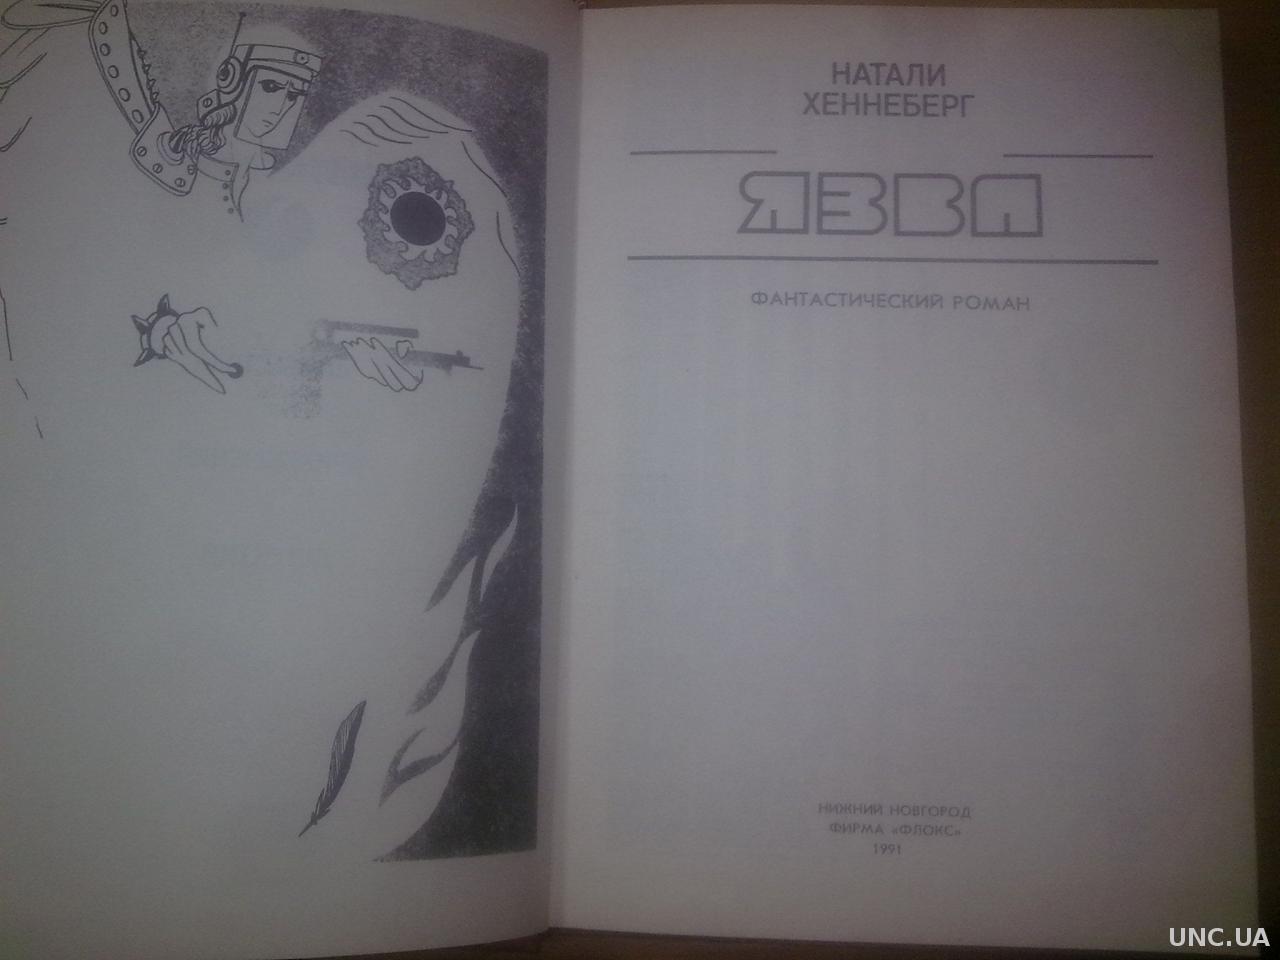 НАТАЛИ
ХЕННЕБЕРГ
ЯЗВА
ФАНТАСТИЧЕСКИЙ РОМАН
НИЖНИЙ НОВГОРОД
ФИРМА «ФЛОКС»
1991
UNC.UA